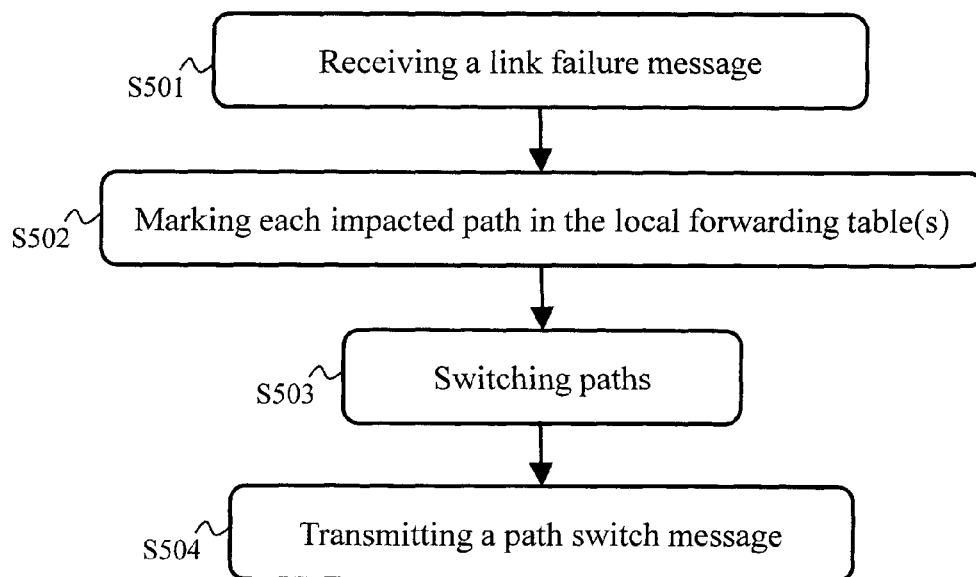 Receiving a link failure message
S501
Marking each impacted path in the local forwarding table(s)
S502
Switching paths
S503
Transmitting a path switch message
S504